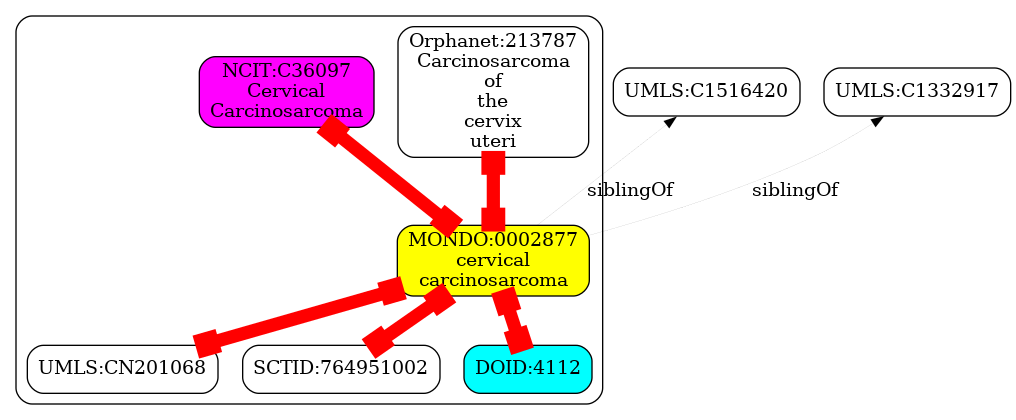 NCIT:C36097
Cervical
Carcinosarcoma
Orphanet:213787
Carcinosarcoma
of
the
cervix
uteri
UMLS:C1516420
UMLS:C1332917
siblingOf
siblingOf
MONDO:0002877
cervical
carcinosarcoma
UMLS:CN201068
SCTID:764951002
DOID:4112